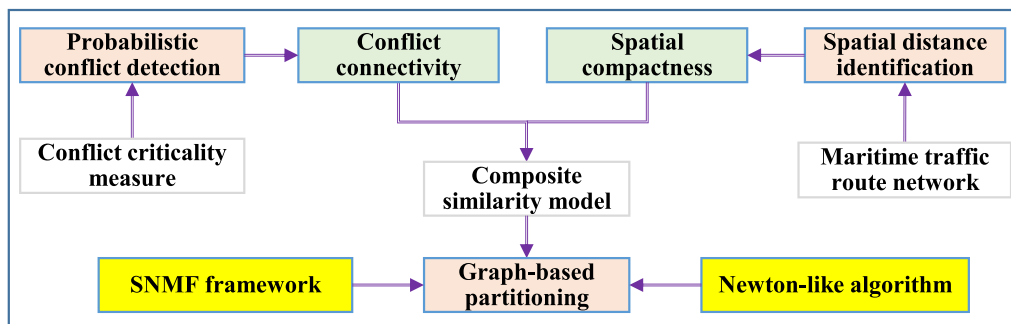 Probabilistic
conflict detection
Conflict
connectivity
Spatial
compactness
Spatial distance
identification
Conflict criticality
measure
Composite
similarity model
Maritime traffic
route network
SNMF framework
Graph-based
partitioning
Newton-like algorithm